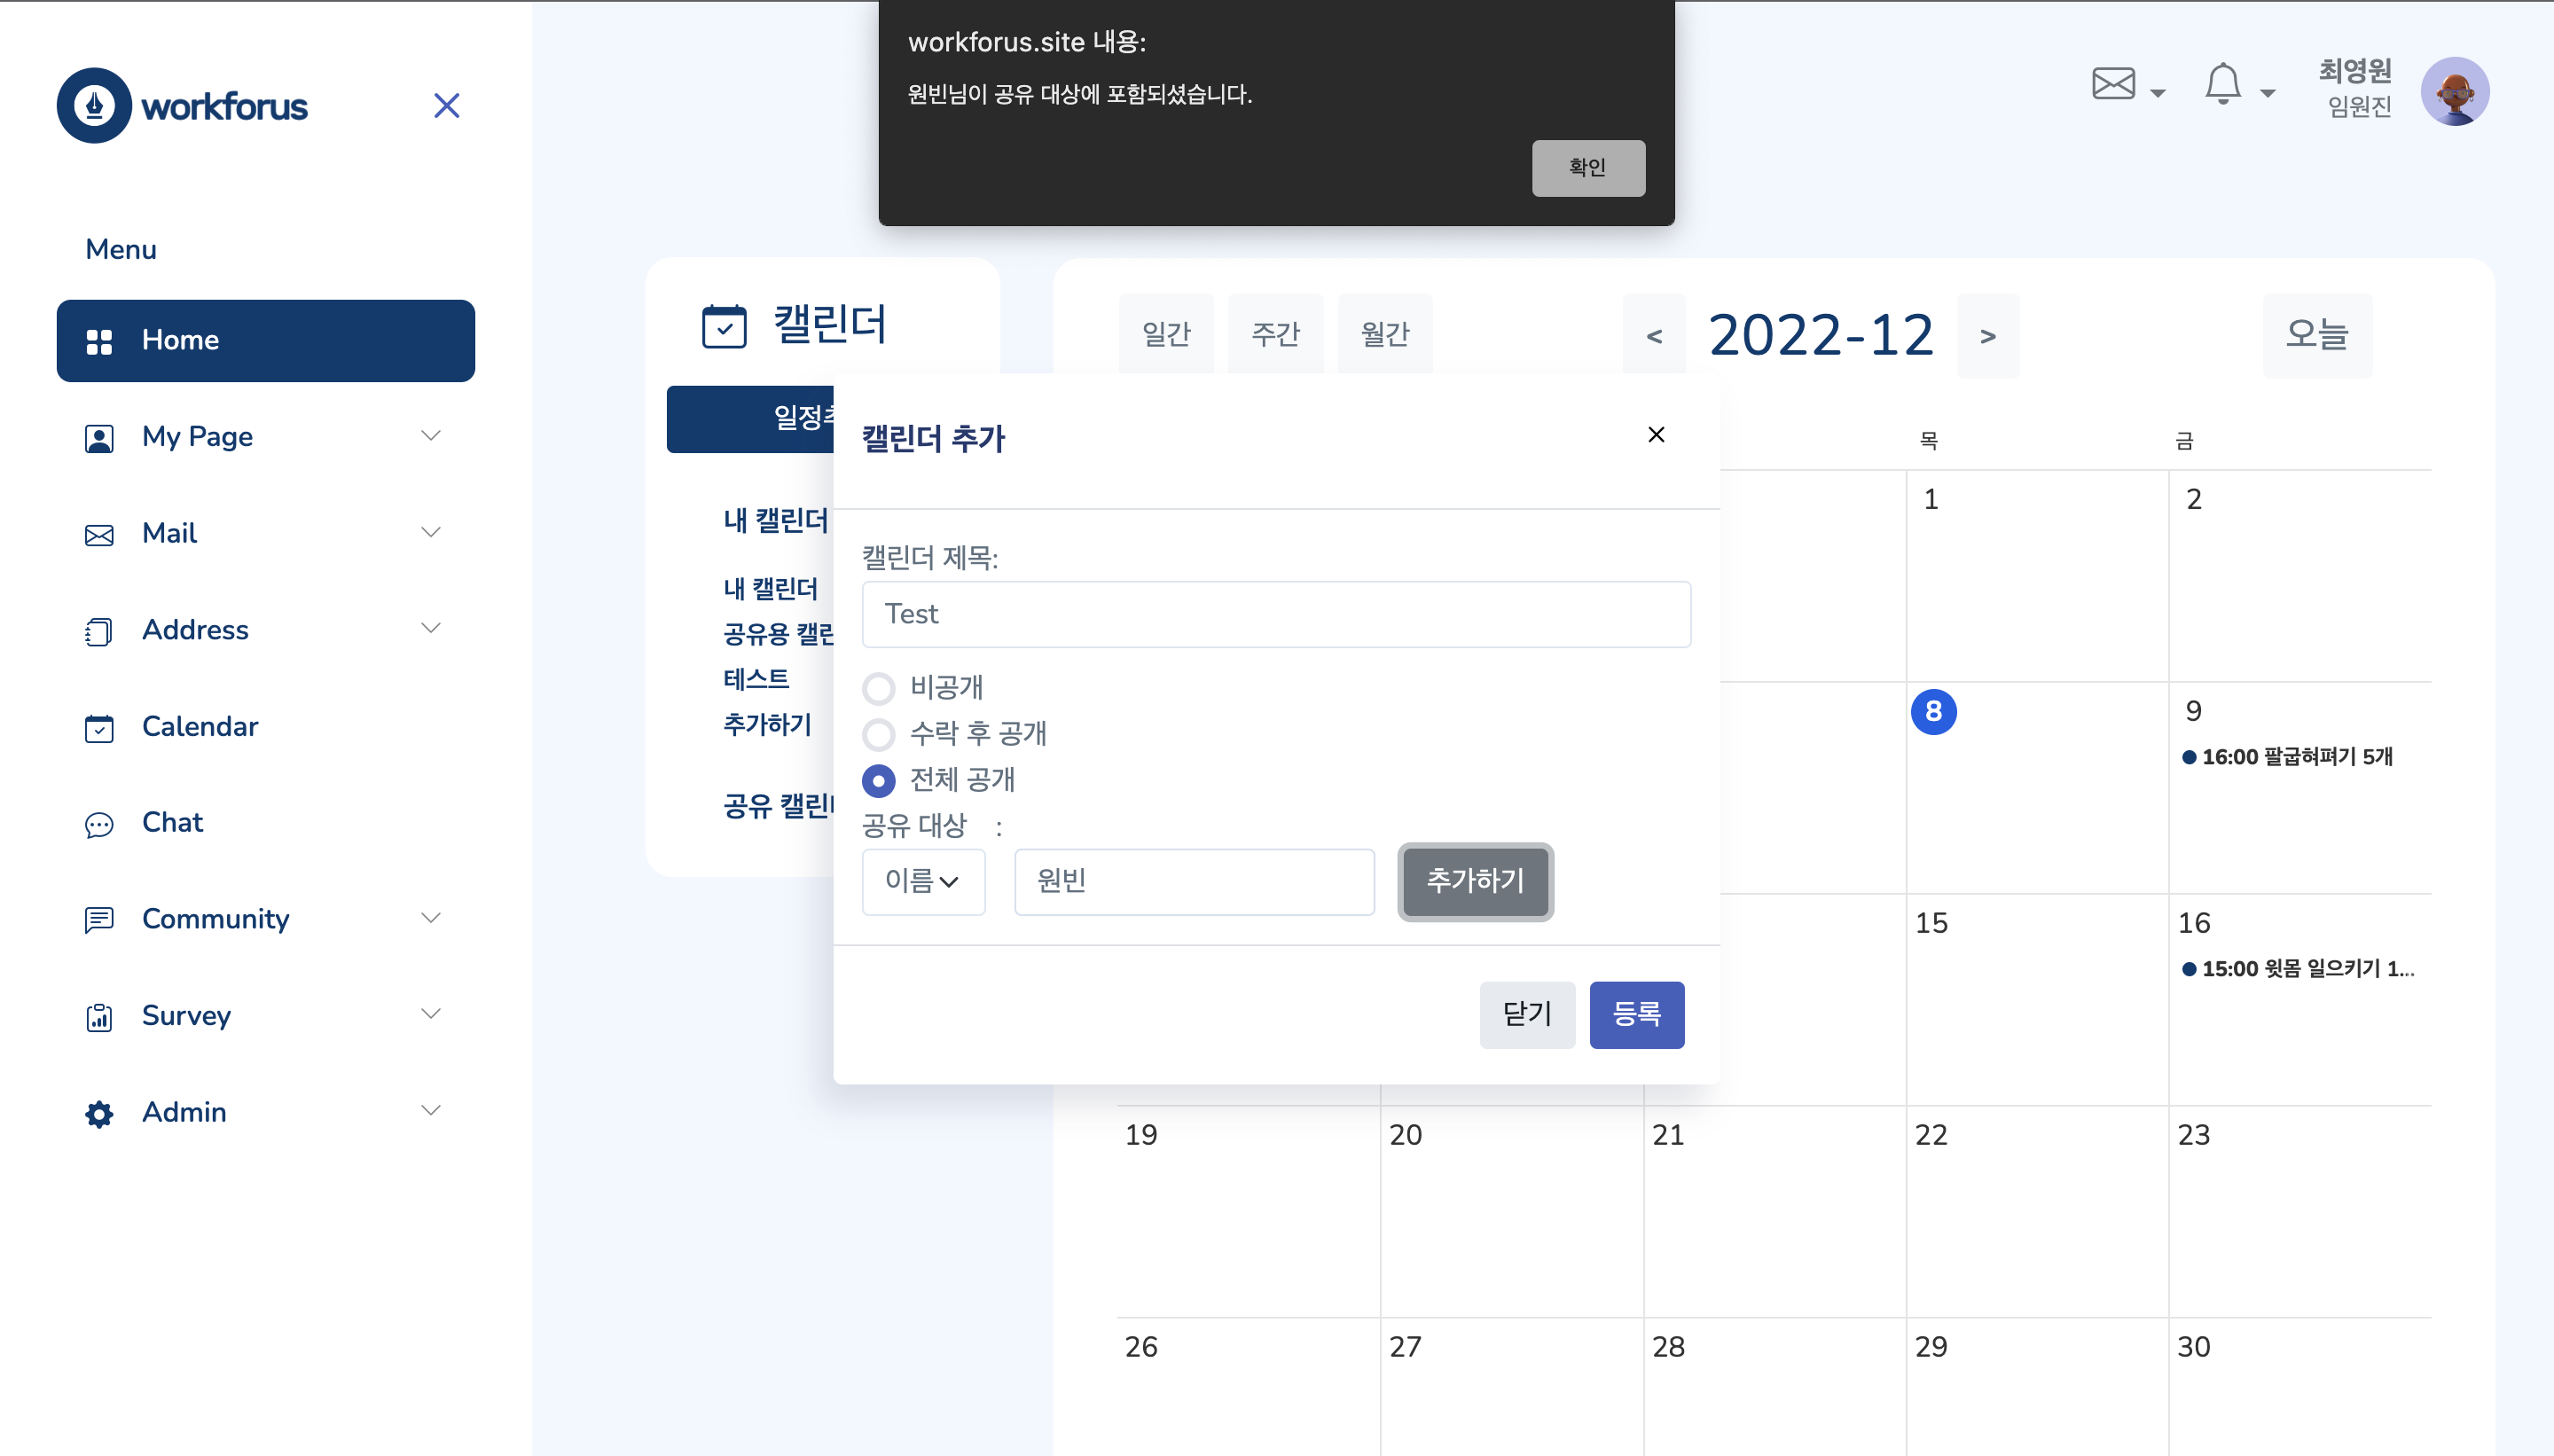 workforus.site 내용:
원빈님이 공유 대상에 포함되셨습니다.
확인
workforus
최영원
임원진
Menu
Home
My Page
Mail
Address
Calendar
Chat
Community
Survey
Admin
캘린더
일정추
내 캘린더
내 캘린더
공유용 캘린
테스트
추가하기
공유 캘린더
일간 주간 월간
< 2022-12 >
오늘
목 금
캘린더 추가
캘린더 제목:
Test
비공개
수락 후 공개
전체 공개
공유 대상 :
이름 원빈 추가하기
닫기 등록
1 2
8 9
16:00 팔굽혀펴기 5개
15 16
15:00 윗몸 일으키기 1...
19 20 21 22 23
26 27 28 29 30